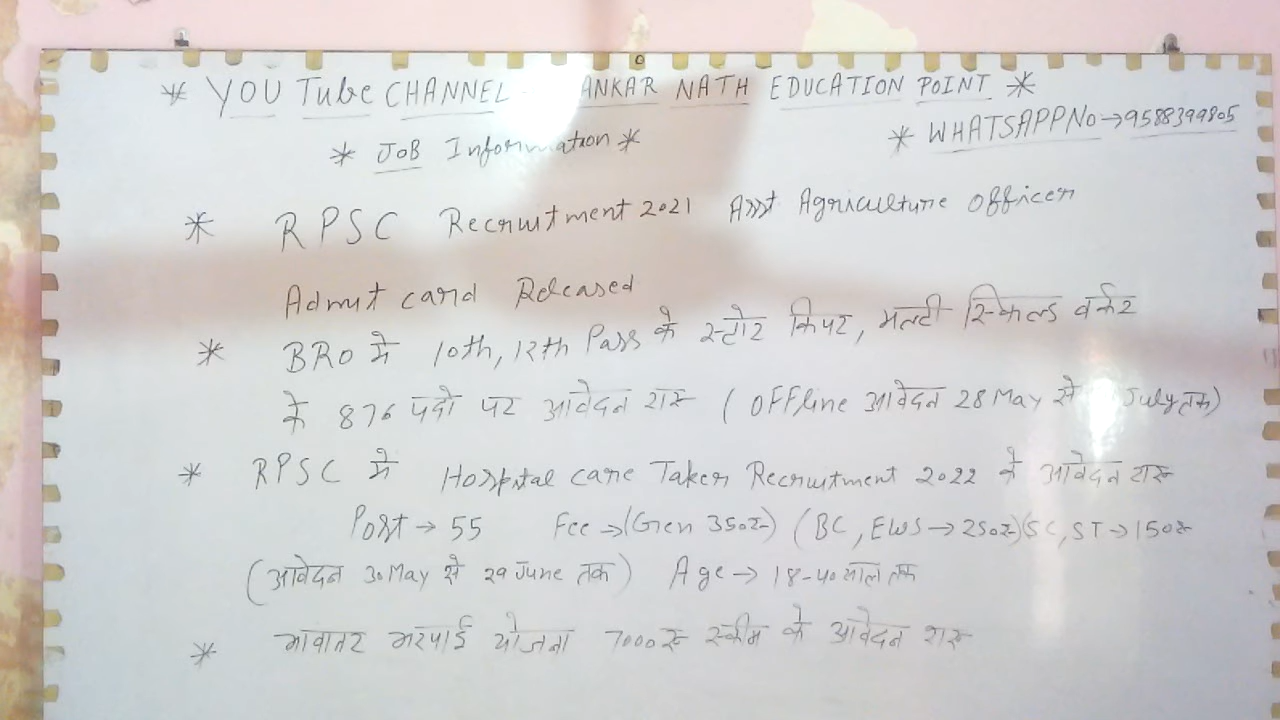 * YOU Tube CHANNEL ANKAR NATH EDUCATION POINT *
* WHATSAPP No → 9588399805
* JOB Information *
* RPSC Recruitment 2021 Asst Agriculture officer
Admit card Released
* BRO मे 10th, 12th Pass के स्टोर किपर, मल्टी स्किल्ड वर्कर
के 876 पदो पर आवेदन शुरू ( Offline आवेदन 28 May से July तक)
* RPSC मे Hospital care Taker Recruitment 2022 के आवेदन शुरू
Post → 55 Fee → (Gen 350रु) (BC, EWS → 250रु) (SC, ST → 150रु
(आवेदन 30 May से 29 June तक) Age → 18-40 साल तक
* भावांतर भरपाई योजना 7000रु स्कीम के आवेदन शुरू